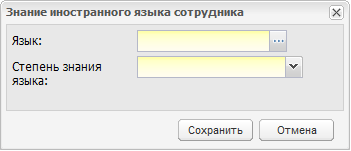 Знание иностранного языка сотрудника
Язык:
Степень знания
языка:
Сохранить
Отмена